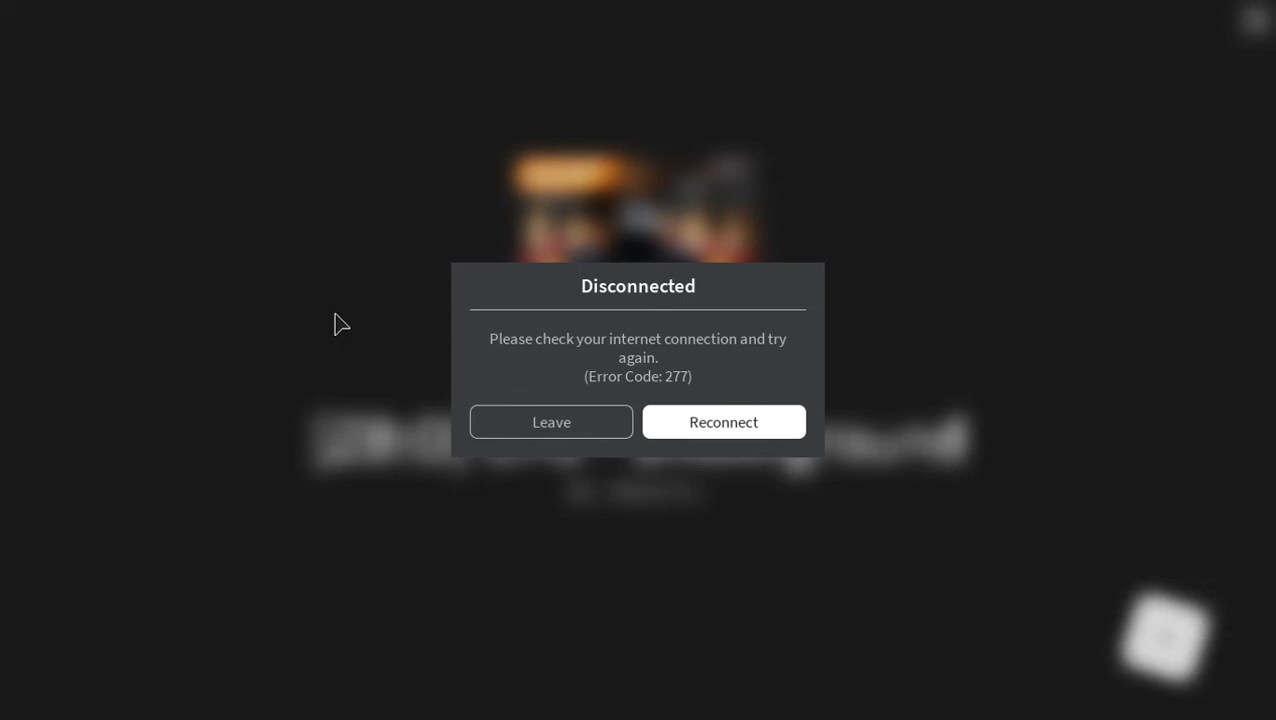 Disconnected
Please check your internet connection and try
again.
(Error Code: 277)
Leave
Reconnect